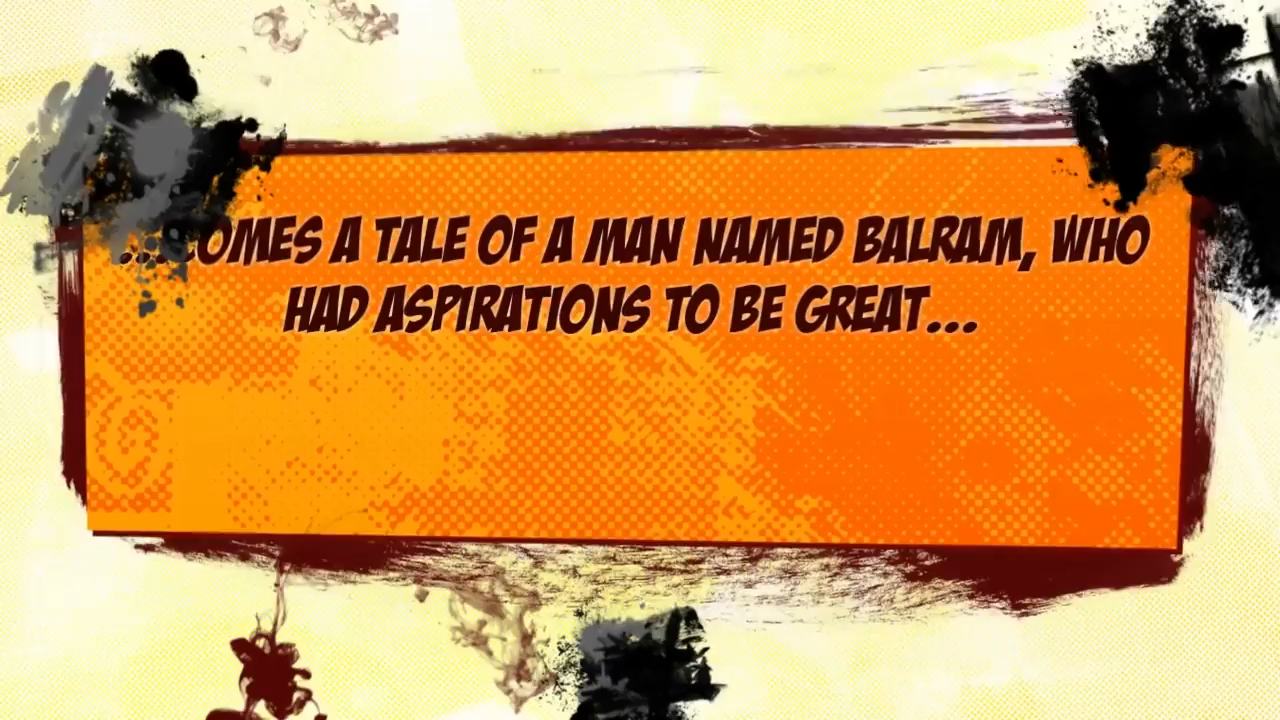 ...COMES A TALE OF A MAN NAMED BALRAM, WHO
HAD ASPIRATIONS TO BE GREAT...